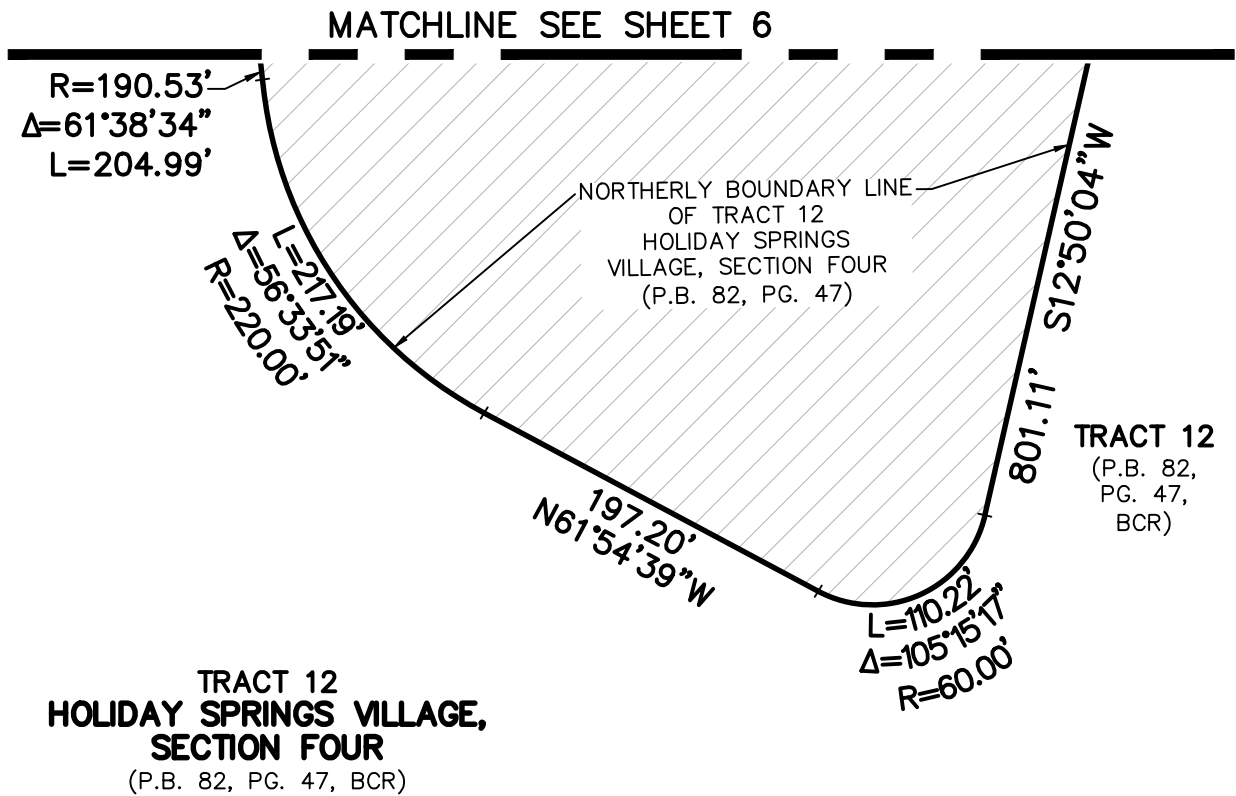 MATCHLINE SEE SHEET 6
R=190.53'
Δ=61°38'34"
L=204.99'
NORTHERLY BOUNDARY LINE
OF TRACT 12
HOLIDAY SPRINGS
VILLAGE, SECTION FOUR
(P.B. 82, PG. 47)
S12°50'04"W
801.11'
L=217.19'
Δ=56°33'51"
R=220.00'
TRACT 12
(P.B. 82,
PG. 47,
BCR)
197.20'
N61°54'39"W
L=110.22'
Δ=105°15'17"
R=60.00'
TRACT 12
HOLIDAY SPRINGS VILLAGE,
SECTION FOUR
(P.B. 82, PG. 47, BCR)